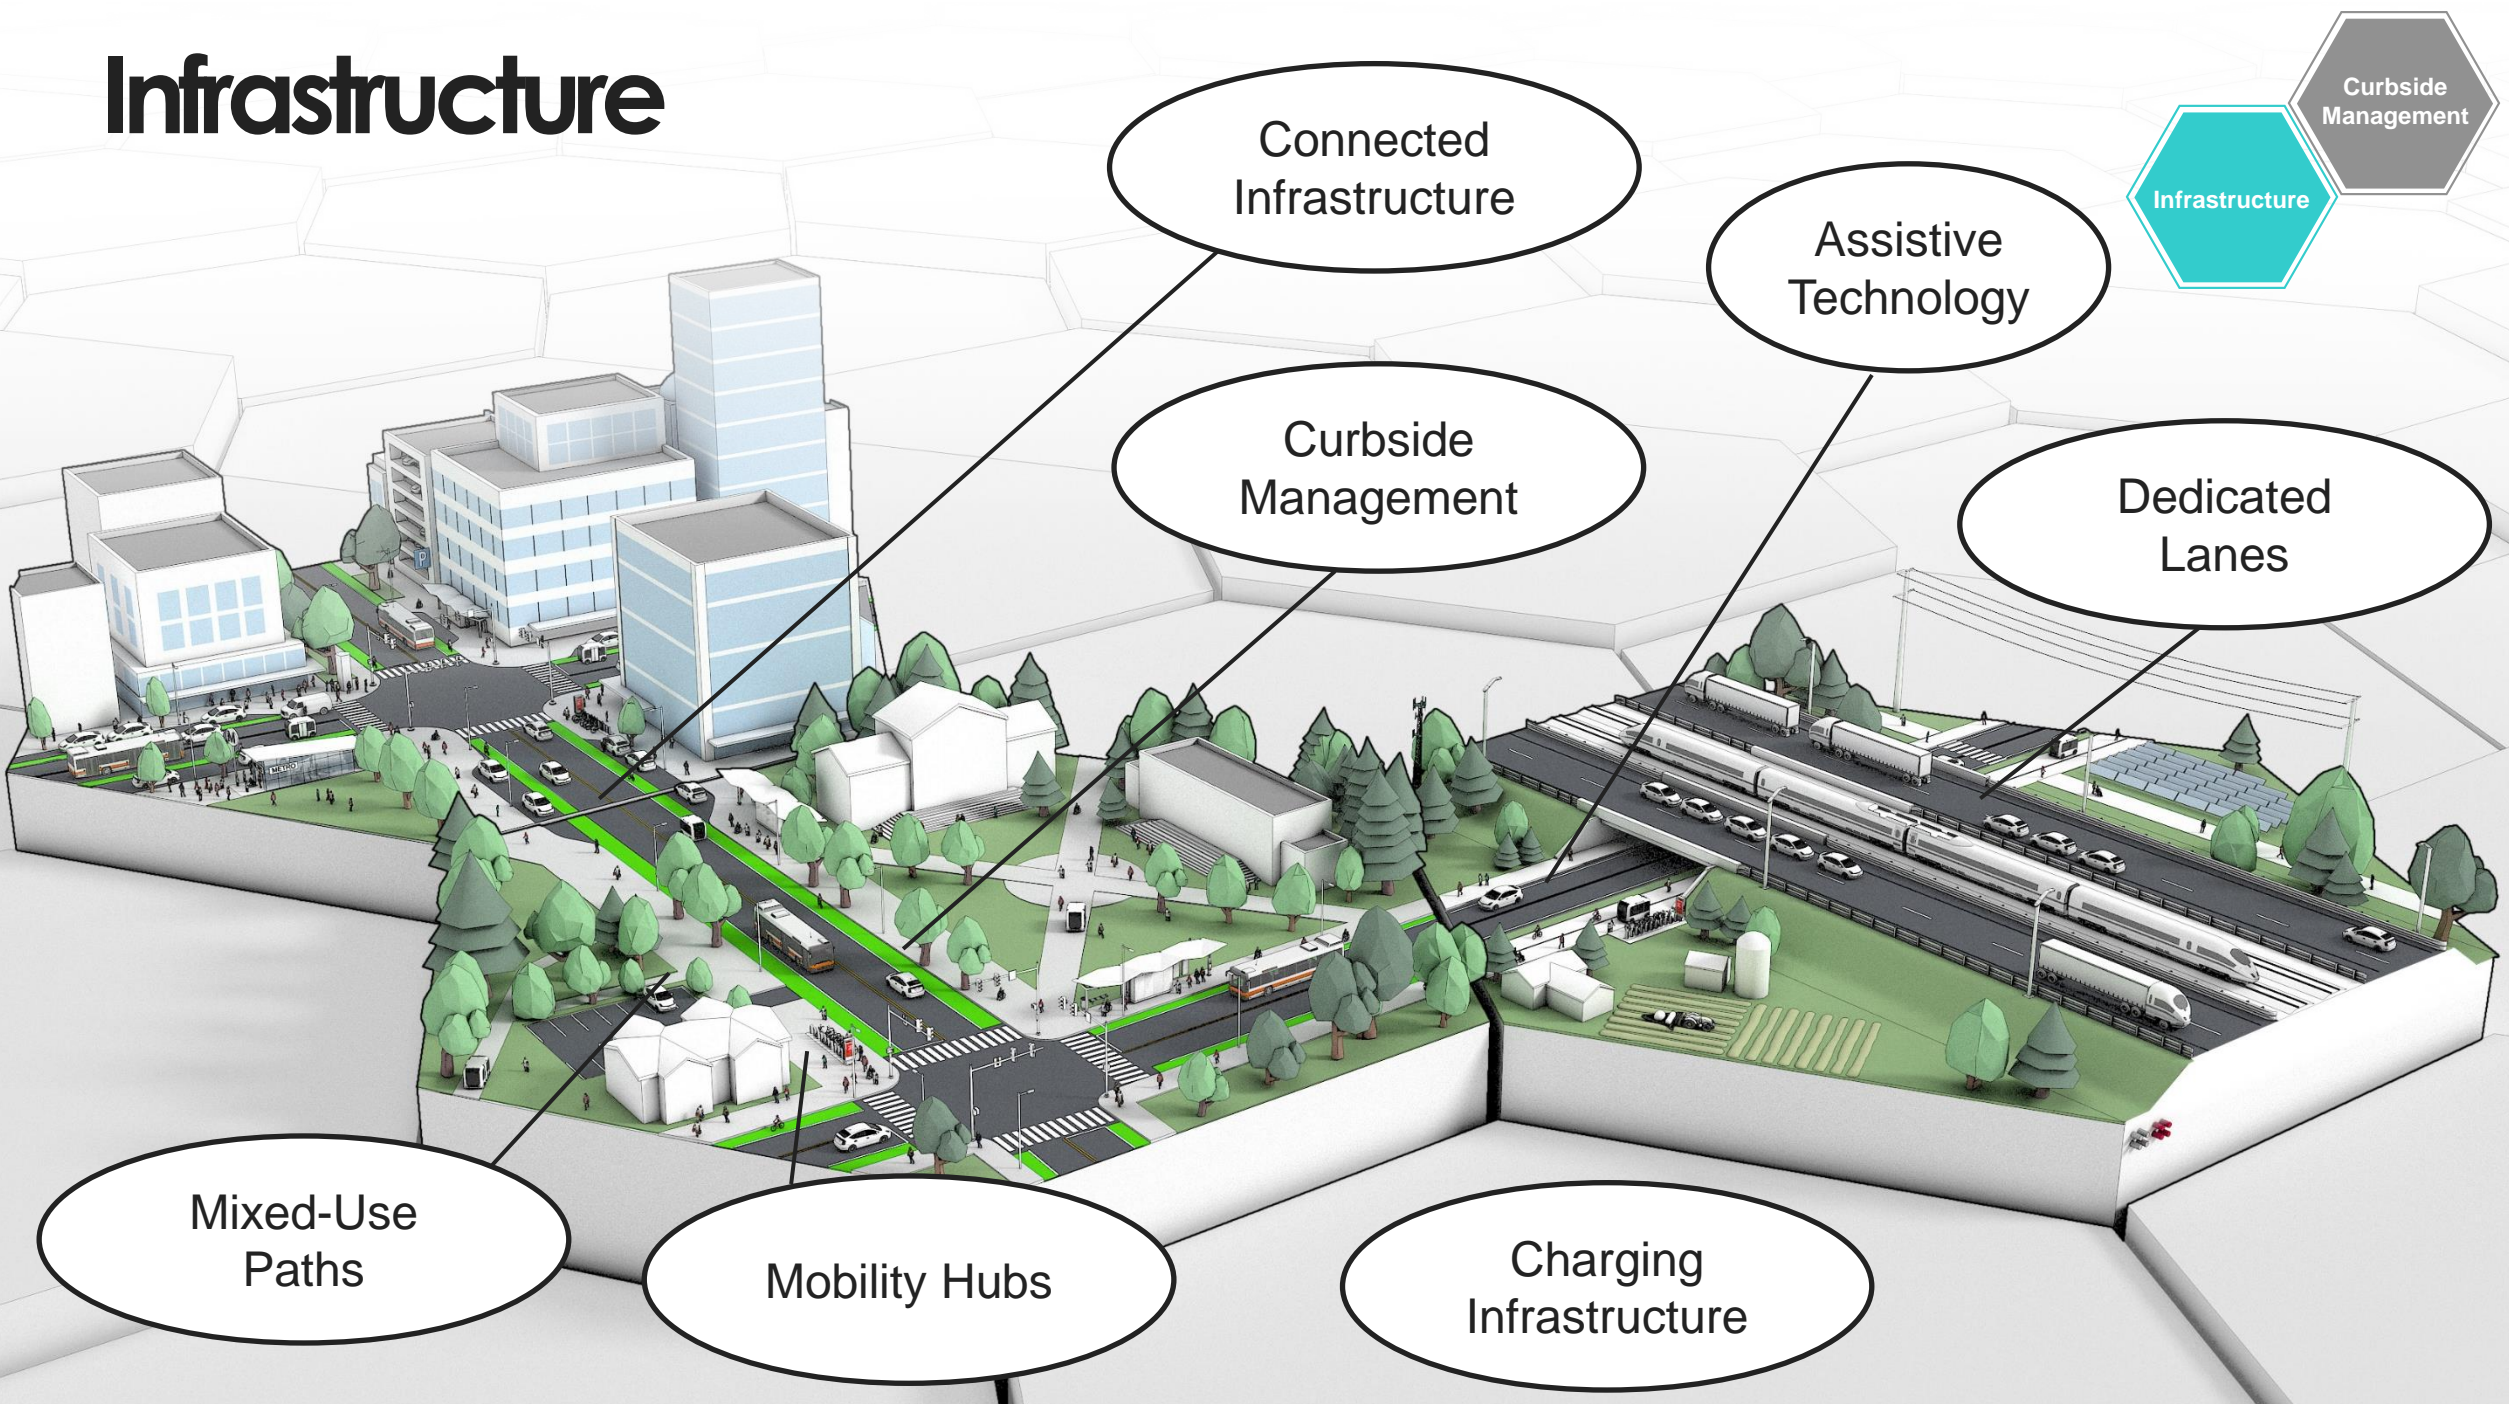 Infrastructure
Curbside
Management
Infrastructure
Connected
Infrastructure
Assistive
Technology
Curbside
Management
Dedicated
Lanes
P
METRO
Mixed-Use
Paths
Mobility Hubs
Charging
Infrastructure